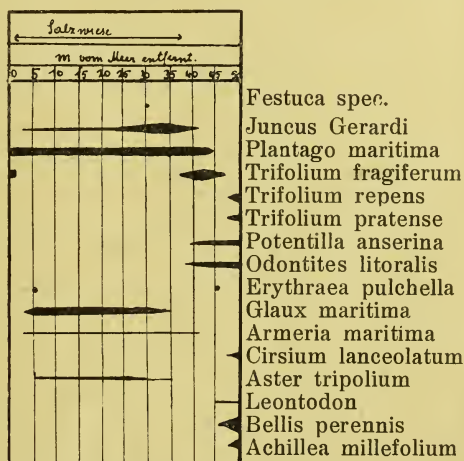 Salzwiese
m vom Meer entfernt.
0 5 10 15 20 25 30 35 40 45 50
Festuca spec.
Juncus Gerardi
Plantago maritima
Trifolium fragiferum
Trifolium repens
Trifolium pratense
Potentilla anserina
Odontites litoralis
Erythraea pulchella
Glaux maritima
Armeria maritima
Cirsium lanceolatum
Aster tripolium
Leontodon
Bellis perennis
Achillea millefolium